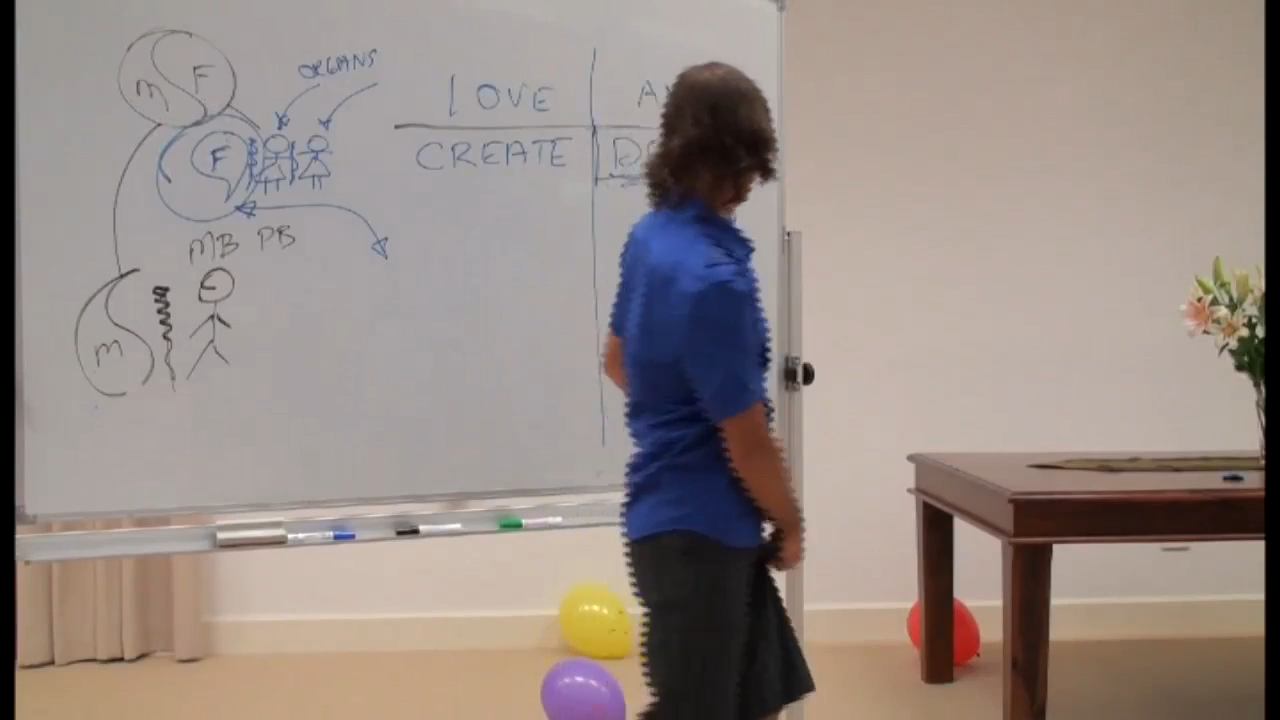 M F
ORGANS
F
MB PB
M
LOVE
CREATE